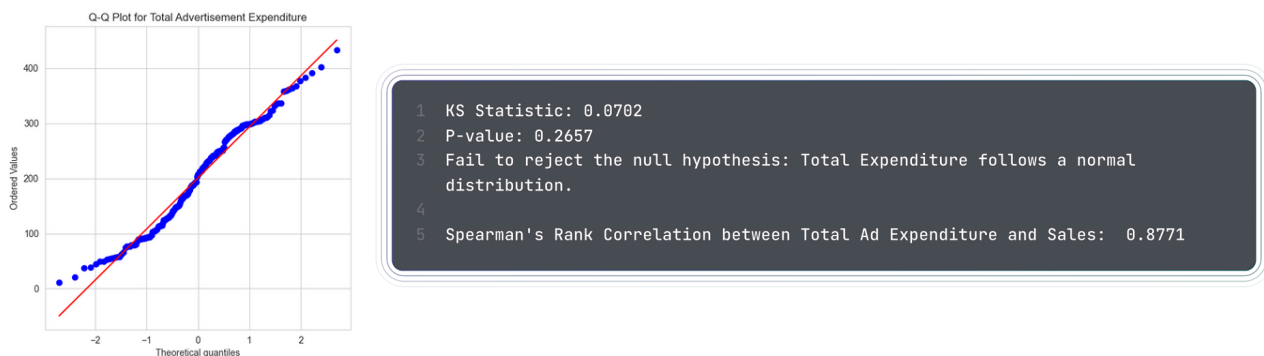 Q-Q Plot for Total Advertisement Expenditure
Ordered Values
400
300
200
100
0
−2
−1
0
1
2
Theoretical quantiles
1 KS Statistic: 0.0702
2 P-value: 0.2657
3 Fail to reject the null hypothesis: Total Expenditure follows a normal
distribution.
4
5 Spearman's Rank Correlation between Total Ad Expenditure and Sales:  0.8771